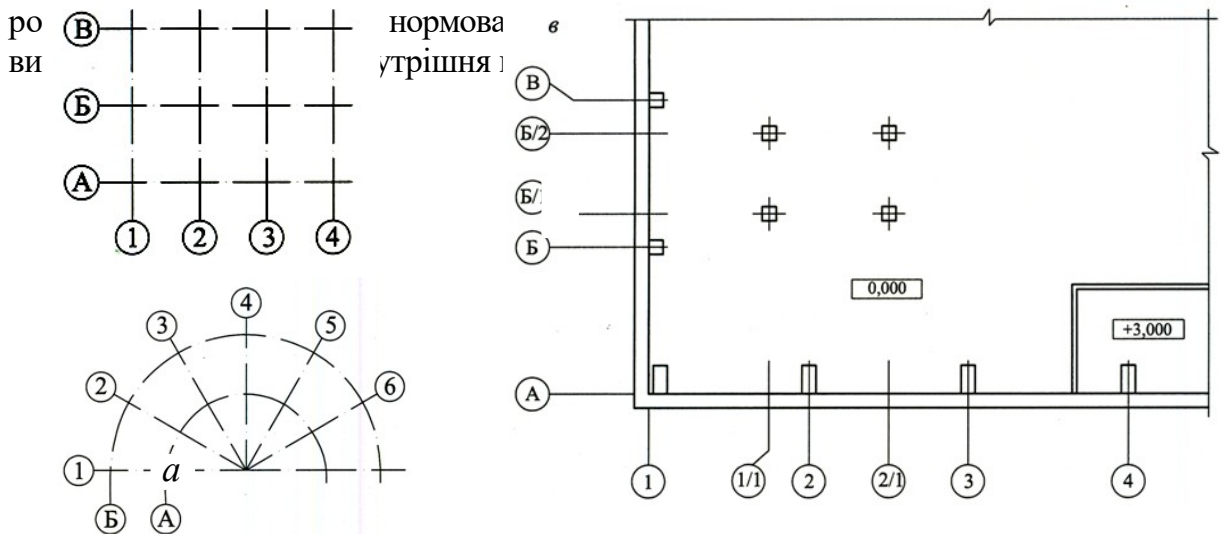 ро нормова в
ви утрішня
В
Б
А
1 2 3 4
4
3 5
2 6
1 а
Б А
В
Б/2
Б/1
Б
А
0,000
+3,000
1 1/1 2 2/1 3 4